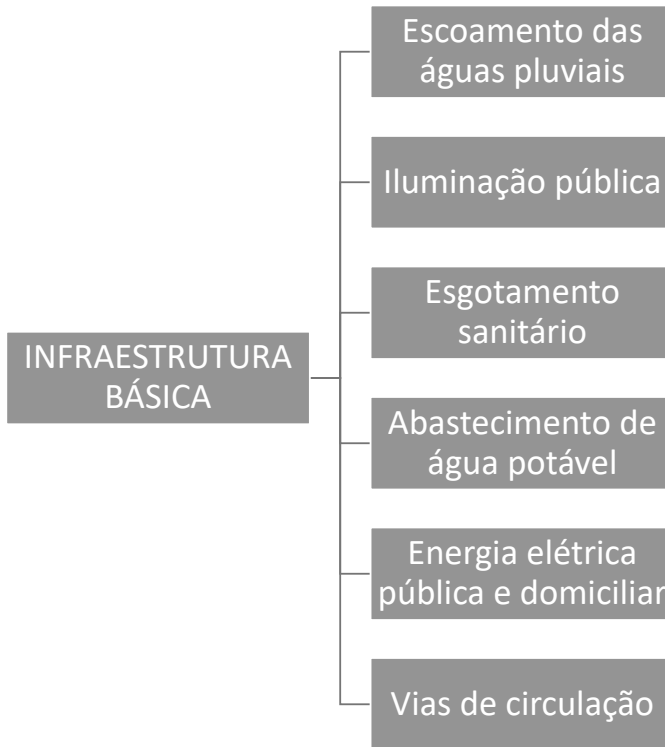 Escoamento das
águas pluviais
Iluminação pública
Esgotamento
sanitário
INFRAESTRUTURA
BÁSICA
Abastecimento de
água potável
Energia elétrica
pública e domiciliar
Vias de circulação